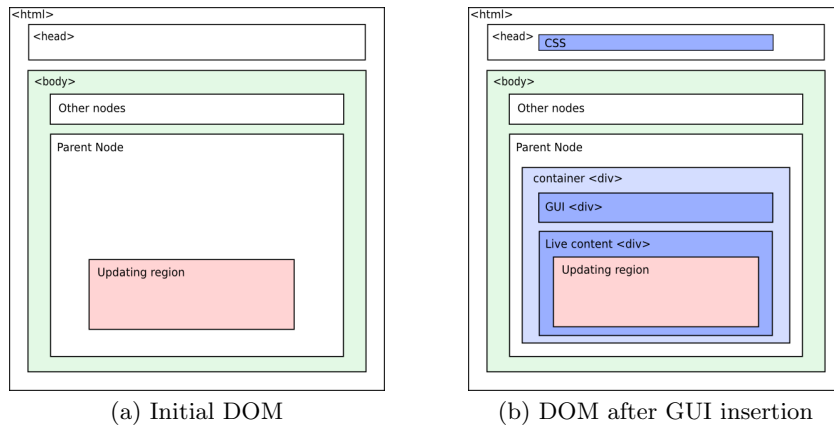 <html>
<head>
<body>
Other nodes
Parent Node
Updating region
(a) Initial DOM
<html>
<head>
CSS
<body>
Other nodes
Parent Node
container <div>
GUI <div>
Live content <div>
Updating region
(b) DOM after GUI insertion